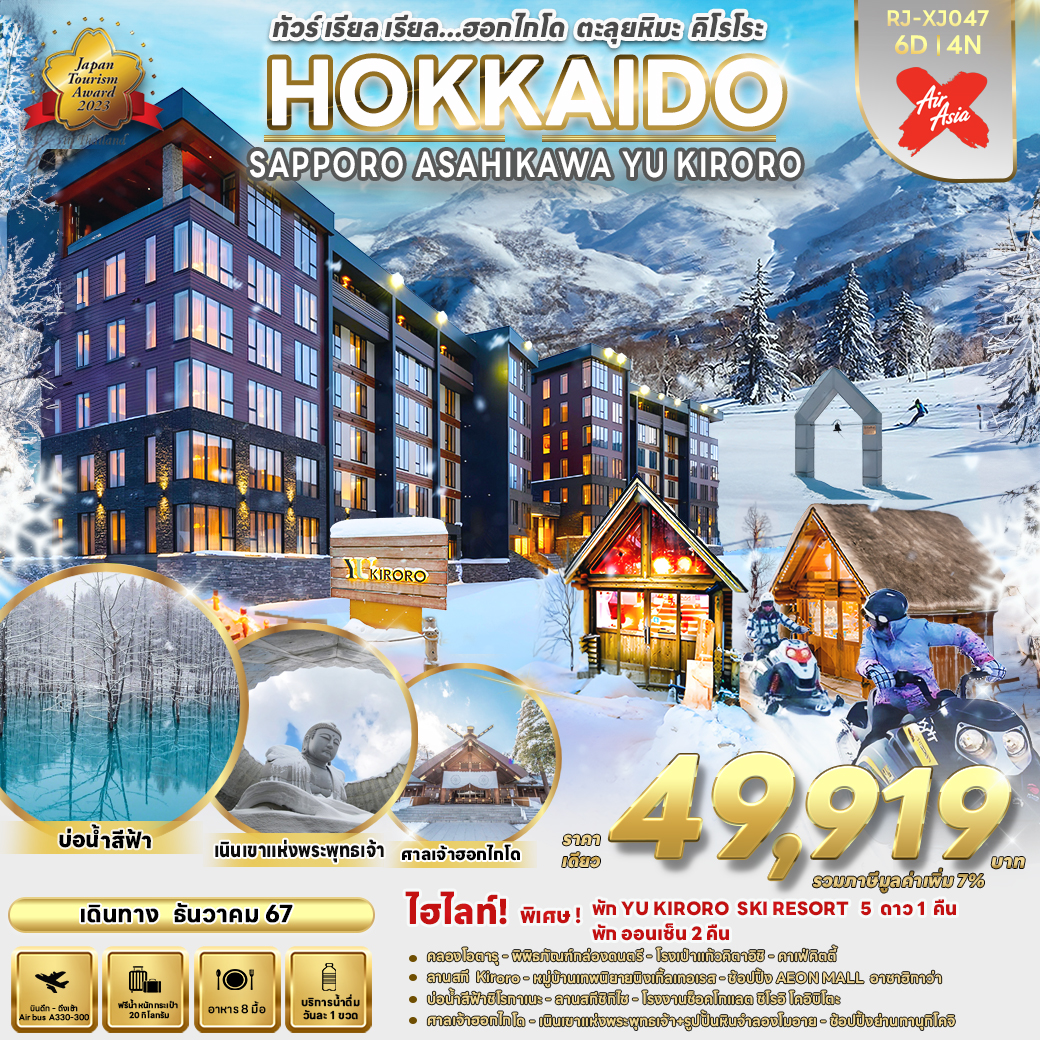 ทัวร์ เรียล เรียล...ฮอกไกโด ตะลุยหิมะ คิโรโระ
HOKKAIDO
SAPPORO ASAHIKAWA YU KIRORO
Japan
Tourism
Award
2023
RJ-XJ047
6D | 4N
Air
Asia
YU KIRORO
บ่อน้ำสีฟ้า
เนินเขาแห่งพระพุทธเจ้า
ศาลเจ้าฮอกไกโด
ราคา
เดียว
49,919
บาท
รวมภาษีมูลค่าเพิ่ม 7%
เดินทาง ธันวาคม 67
บินดึก - ถึงเช้า
Air bus A330-300
ฟรีน้ำหนักกระเป๋า
20 กิโลกรัม
อาหาร 8 มื้อ
บริการน้ำดื่ม
วันละ 1 ขวด
ไฮไลท์! พิเศษ! พัก YU KIRORO SKI RESORT 5 ดาว 1 คืน
พัก ออนเซ็น 2 คืน
• คลองโอตารุ - พิพิธภัณฑ์กล่องดนตรี - โรงเป่าแก้วคิตาอิชิ - คาเฟ่คิตตี้
• ลานสกี Kiroro - หมู่บ้านเทพนิยายนิงเกิ้ลเทอเรส - ช้อปปิ้ง AEON MALL อาซาฮิกาว่า
• บ่อน้ำสีฟ้าชิโรกาเนะ - ลานสกีชิกิไซ - โรงงานช็อคโกแลต ชิโรอิ โคอิบิโตะ
• ศาลเจ้าฮอกไกโด - เนินเขาแห่งพระพุทธเจ้า+รูปปั้นหินจำลองโมอาย - ช้อปปิ้งย่านทานุกิโคจิ